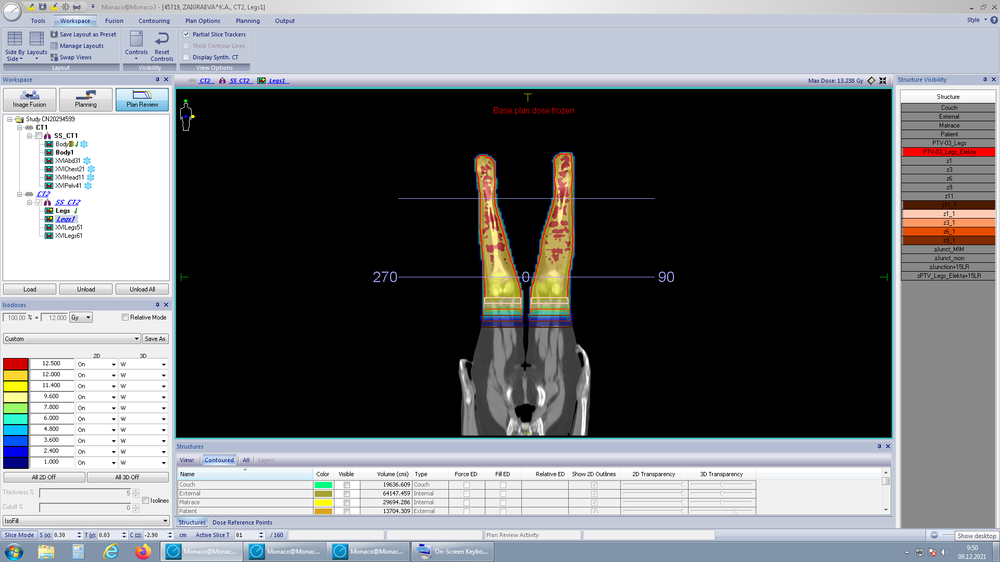 Monaco@Monaco3 - [45719, ZAIGRAEVA^K.A., CT2, Legs1]
Tools Workspace Fusion Contouring Plan Options Planning Output
Style
Side By Side
Layouts
Save Layout as Preset
Manage Layouts
Swap Views
Layout
Controls
Reset Controls
Visibility
Partial Slice Trackers
Thick Contour Lines
Display Synth. CT
View Options
Workspace
Image Fusion
Planning
Plan Review
Study CN20294599
CT1
SS_CT1
Body
B
Body1
XVIAbd31
XVIChest21
XVIHead11
XVIPelv41
CT2
SS_CT2
Legs
Legs1
XVILegs51
XVILegs61
Load
Unload
Unload All
Isodoses
100.00 % = 12.000 Gy
Relative Mode
Custom
Save As
2D 3D
12.500 On W
12.000 On W
11.400 On W
9.600 On W
7.800 On W
6.000 On W
4.800 On W
3.600 On W
2.400 On W
1.000 On W
All 2D Off
All 3D Off
Thickness % 5
Isolines
Cutoff % 0
IsoFill
CT2 SS_CT2 Legs1
Max Dose: 13.238 Gy
Base plan dose frozen
270 0 90
Structures
View: Contoured All Layers
Name Color Visible Volume (cmі) Type Force ED Fill ED Relative ED Show 2D Outlines 2D Transparency 3D Transparency
Couch 19636.609 Couch
External 64147.459 Internal
Matrace 29694.286 Internal
Patient 13704.309 External
Structures Dose Reference Points
Structure Visibility
Structure
Couch
External
Matrace
Patient
PTV-03_Legs
PTV-03_Legs_Elekta
z1
z3
z6
z9
z11
z11_1
z1_1
z3_1
z6_1
z9_1
zJunct_MIM
zJunct_mon
zJunction+15LR
zPTV_Legs_Elekta+15LR
Slice Mode S (x): 0.30 T (y): 0.03 C (z): -2.90 cm Active Slice T 81 / 160
Plan Review Activity
Show desktop
Monaco@Monac...
Monaco@Monac...
Monaco@Monac...
On-Screen Keybo...
9:50
09.12.2021